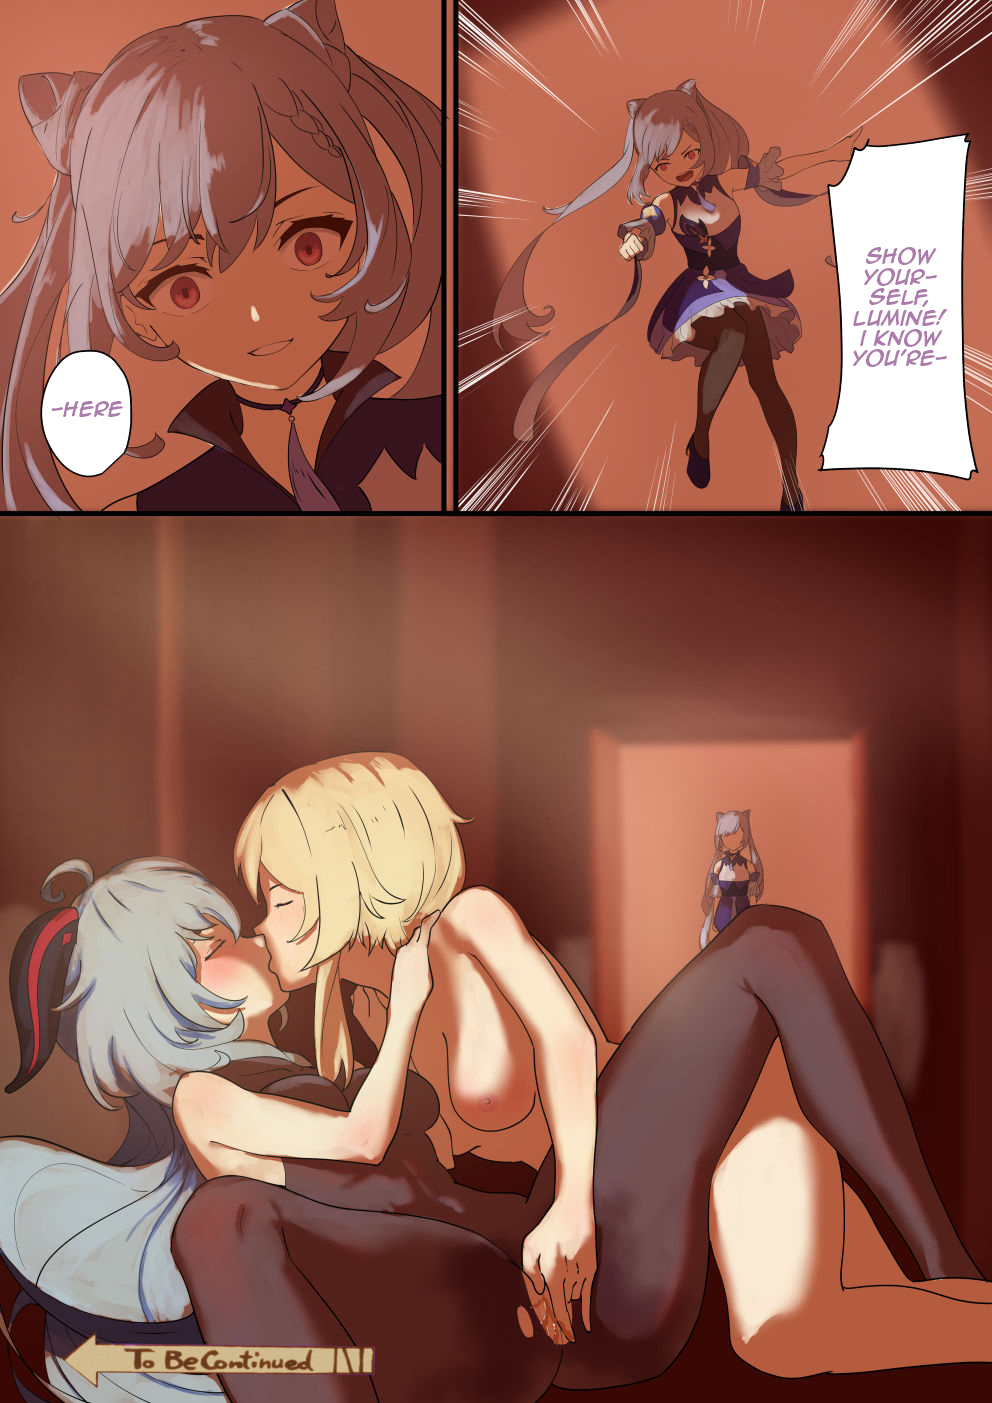 SHOW
YOUR-
SELF,
LUMINE!
I KNOW
YOU'RE-
-HERE
To Be Continued